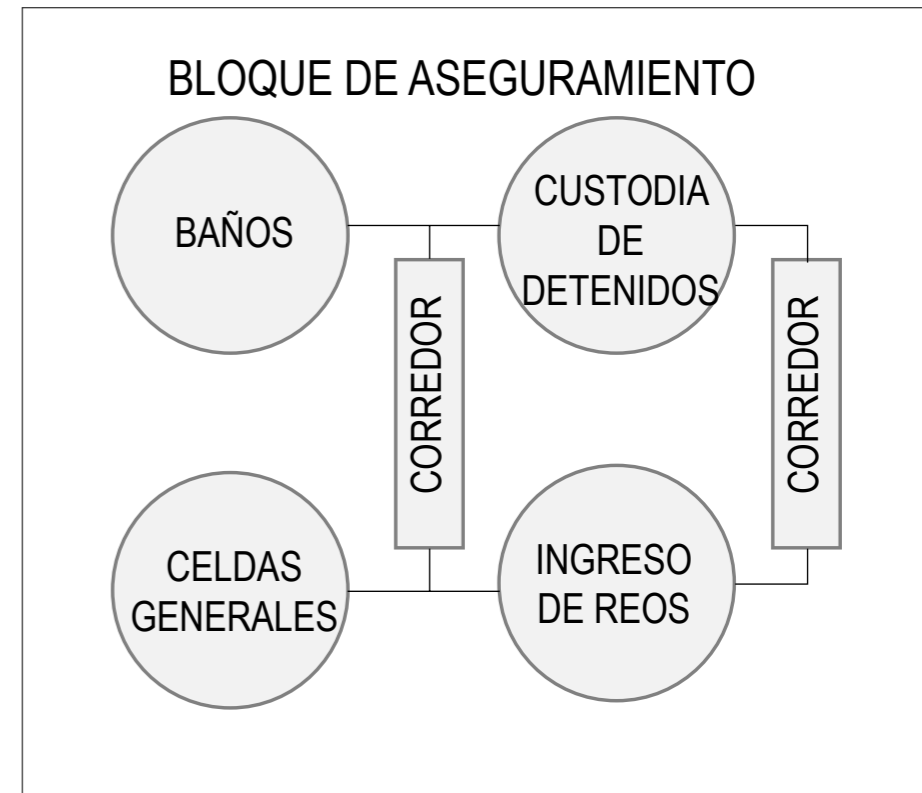 BLOQUE DE ASEGURAMIENTO
BAÑOS
CUSTODIA
DE
DETENIDOS
CORREDOR
CORREDOR
CELDAS
GENERALES
INGRESO
DE REOS